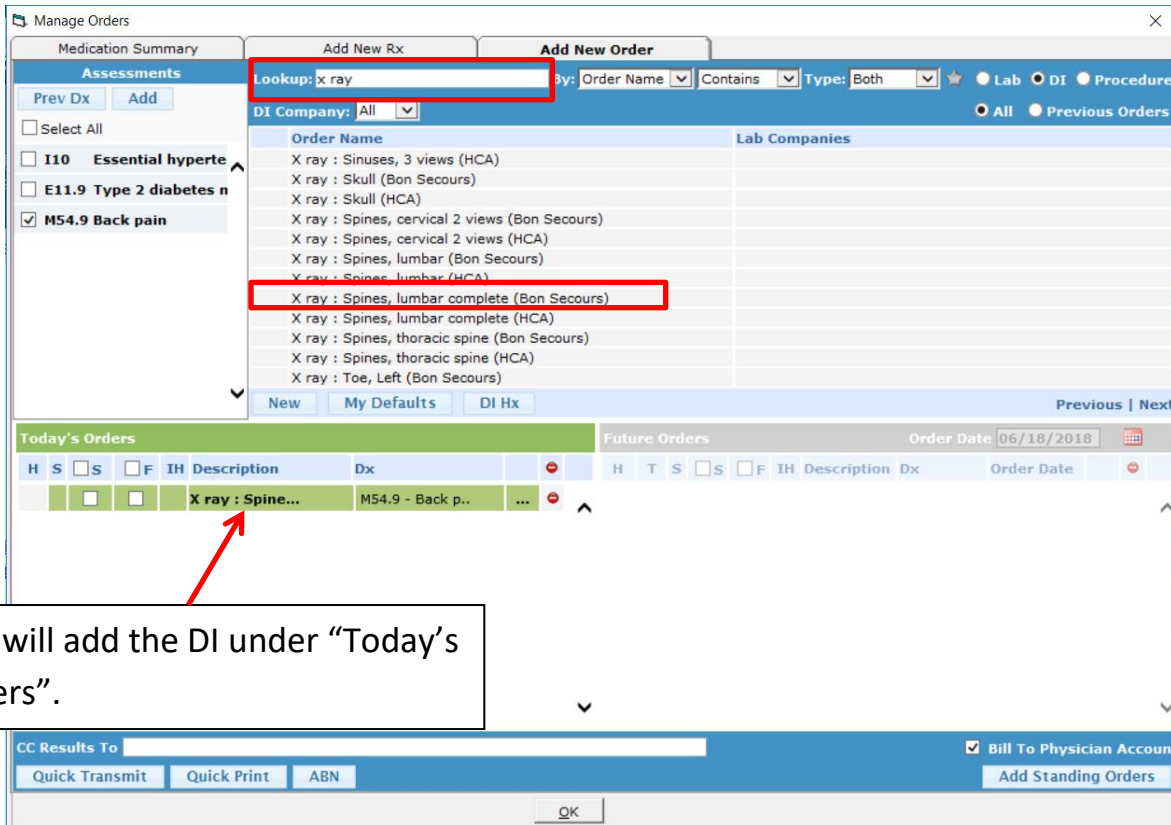 Manage Orders
Medication Summary Add New Rx Add New Order
Assessments
Prev Dx Add
Select All
I10 Essential hyperte
E11.9 Type 2 diabetes n
M54.9 Back pain
Lookup: x ray By: Order Name Contains Type: Both Lab DI Procedure
DI Company: All All Previous Orders
Order Name Lab Companies
X ray : Sinuses, 3 views (HCA)
X ray : Skull (Bon Secours)
X ray : Skull (HCA)
X ray : Spines, cervical 2 views (Bon Secours)
X ray : Spines, cervical 2 views (HCA)
X ray : Spines, lumbar (Bon Secours)
X ray : Spines, lumbar (HCA)
X ray : Spines, lumbar complete (Bon Secours)
X ray : Spines, lumbar complete (HCA)
X ray : Spines, thoracic spine (Bon Secours)
X ray : Spines, thoracic spine (HCA)
X ray : Toe, Left (Bon Secours)
New My Defaults DI Hx Previous | Next
Today's Orders Future Orders Order Date 06/18/2018
H S S F IH Description Dx H T S S F IH Description Dx Order Date
X ray : Spine... M54.9 - Back p.. ...
will add the DI under “Today’s
ers”.
CC Results To Bill To Physician Accoun
Quick Transmit Quick Print ABN Add Standing Orders
OK